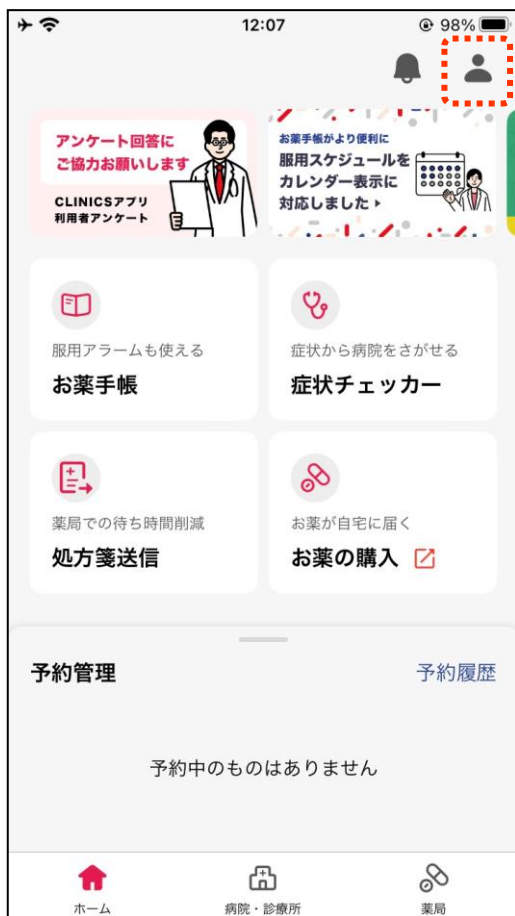 12:07
98%
アンケート回答に
ご協力お願いします
CLINICSアプリ
利用者アンケート
お薬手帳がより便利に
服用スケジュールを
カレンダー表示に
対応しました
服用アラームも使える
お薬手帳
症状から病院をさがせる
症状チェッカー
薬局での待ち時間削減
処方箋送信
お薬が自宅に届く
お薬の購入
予約管理
予約履歴
予約中のものはありません
ホーム
病院・診療所
薬局